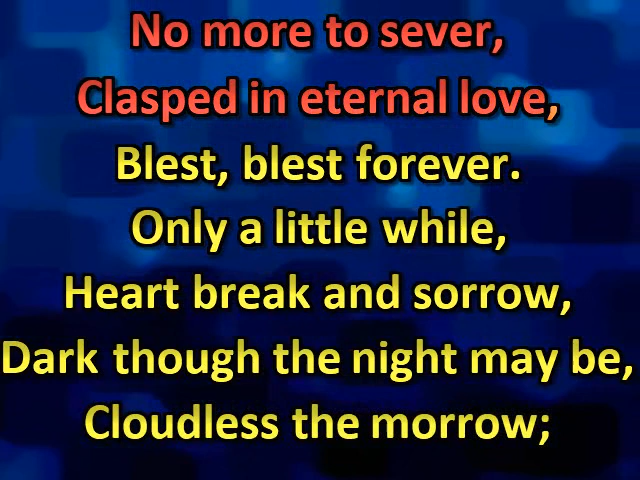 No more to sever,
Clasped in eternal love,
Blest, blest forever.
Only a little while,
Heart break and sorrow,
Dark though the night may be,
Cloudless the morrow;